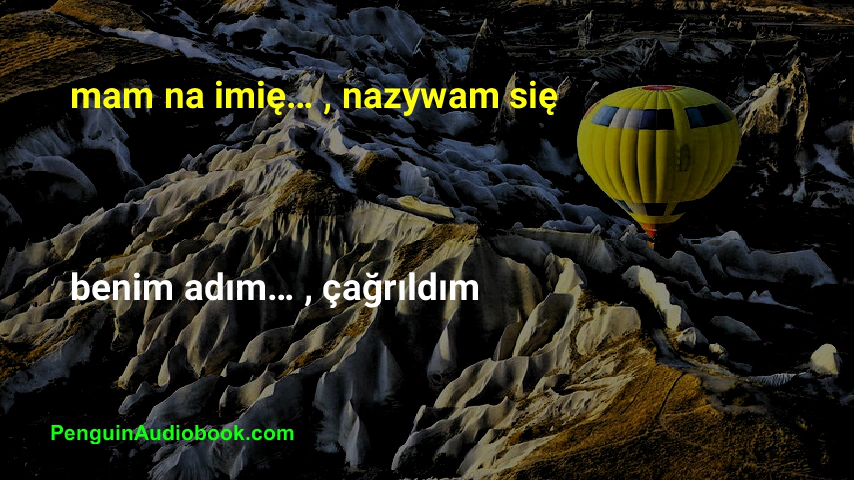 mam na imię… , nazywam się
benim adım… , çağrıldım
PenguinAudiobook.com